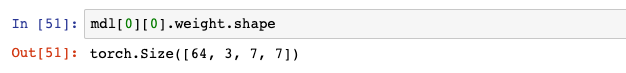 In [51]: mdl[0][0].weight.shape
Out[51]: torch.Size([64, 3, 7, 7])